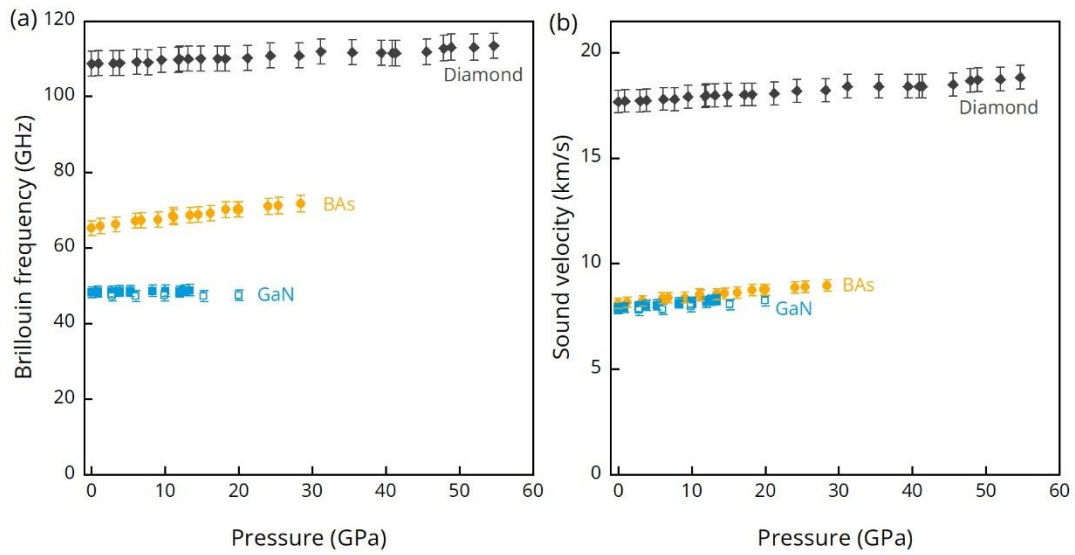 (a)
120
100
80
60
40
20
0
Brillouin frequency (GHz)
Diamond
BAs
GaN
0 10 20 30 40 50 60
Pressure (GPa)
(b)
20
15
10
5
0
Sound velocity (km/s)
Diamond
BAs
GaN
0 10 20 30 40 50 60
Pressure (GPa)